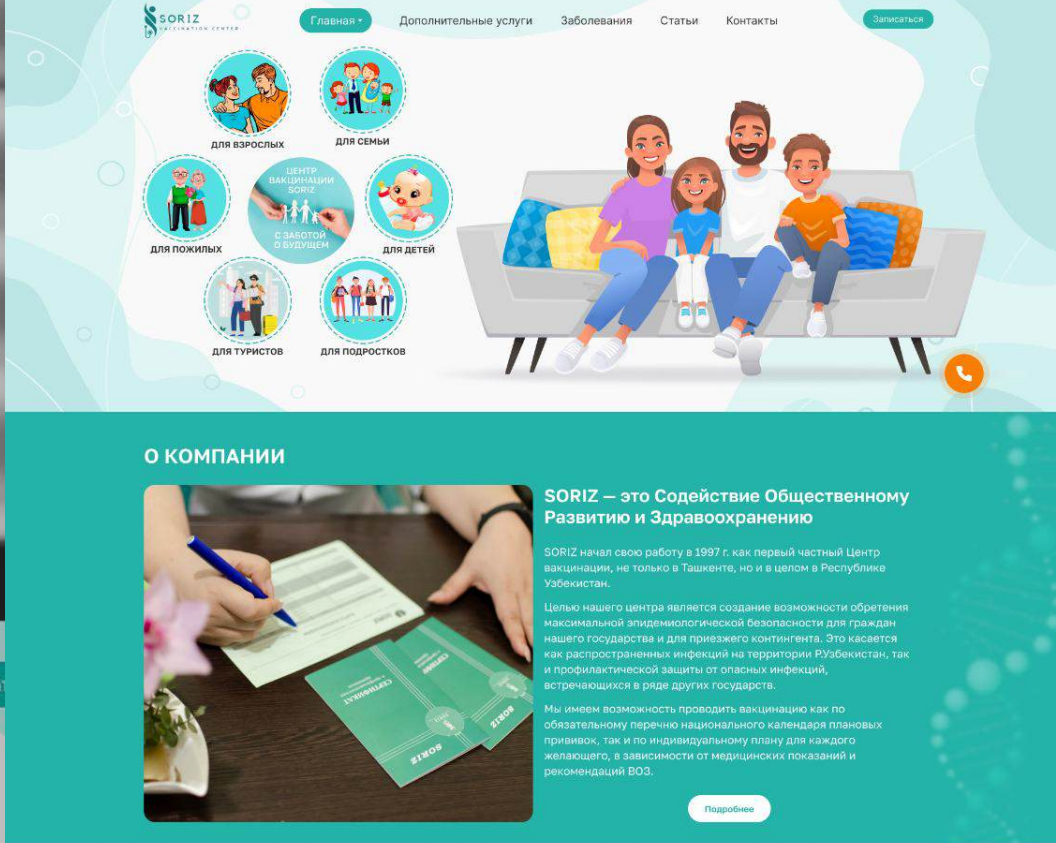 SORIZ
VACCINATION CENTER
Главная
Дополнительные услуги
Заболевания
Статьи
Контакты
Записаться
ДЛЯ ВЗРОСЛЫХ
ДЛЯ СЕМЬИ
ЦЕНТР
ВАКЦИНАЦИИ
SORIZ
С ЗАБОТОЙ
О БУДУЩЕМ
ДЛЯ ПОЖИЛЫХ
ДЛЯ ДЕТЕЙ
ДЛЯ ТУРИСТОВ
ДЛЯ ПОДРОСТКОВ
О КОМПАНИИ
СЕРТИФИКАТ
SORIZ
SORIZ
SORIZ — это Содействие Общественному
Развитию и Здравоохранению
SORIZ начал свою работу в 1997 г. как первый частный Центр
вакцинации, не только в Ташкенте, но и в целом в Республике
Узбекистан.
Целью нашего центра является создание возможности обретения
максимальной эпидемиологической безопасности для граждан
нашего государства и для приезжего контингента. Это касается
как распространенных инфекций на территории Р.Узбекистан, так
и профилактической защиты от опасных инфекций,
встречающихся в ряде других государств.
Мы имеем возможность проводить вакцинацию как по
обязательному перечню национального календаря плановых
прививок, так и по индивидуальному плану для каждого
желающего, в зависимости от медицинских показаний и
рекомендаций ВОЗ.
Подробнее